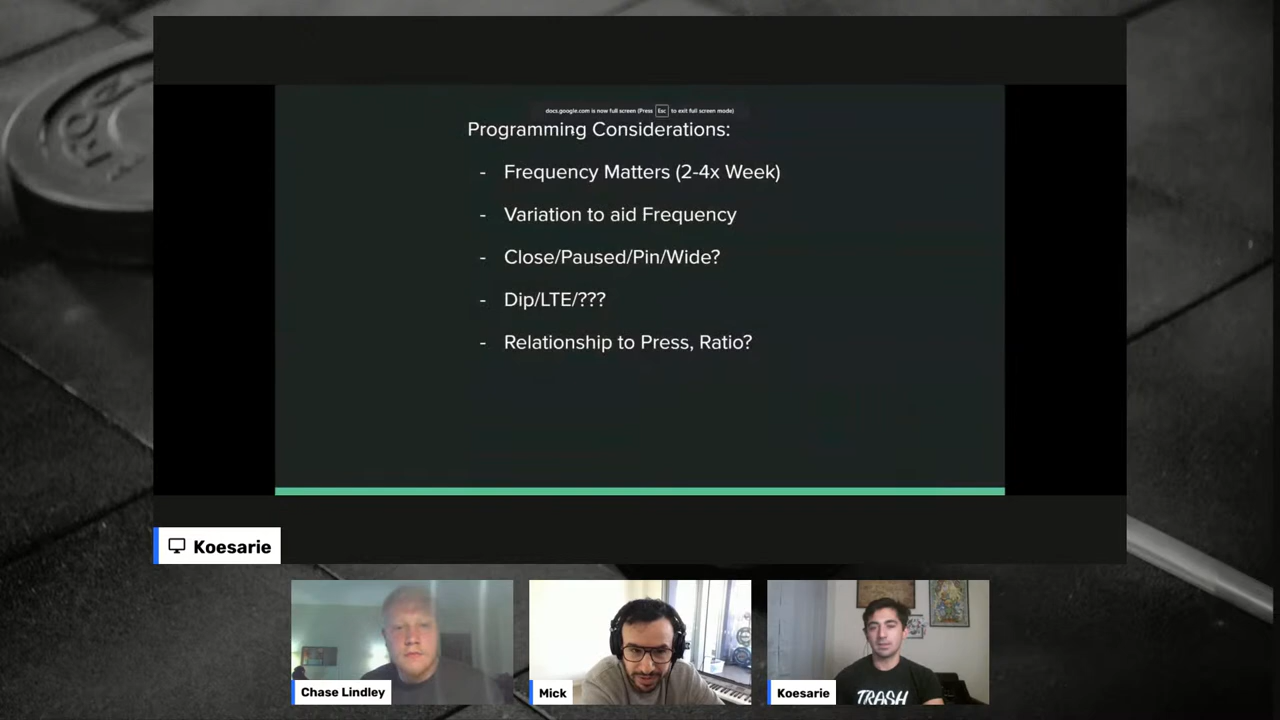 docs.google.com is now full screen (Press Esc to exit full screen mode)
Programming Considerations:
- Frequency Matters (2-4x Week)
- Variation to aid Frequency
- Close/Paused/Pin/Wide?
- Dip/LTE/???
- Relationship to Press, Ratio?
Koesarie
Chase Lindley
Mick
Koesarie
TRASH